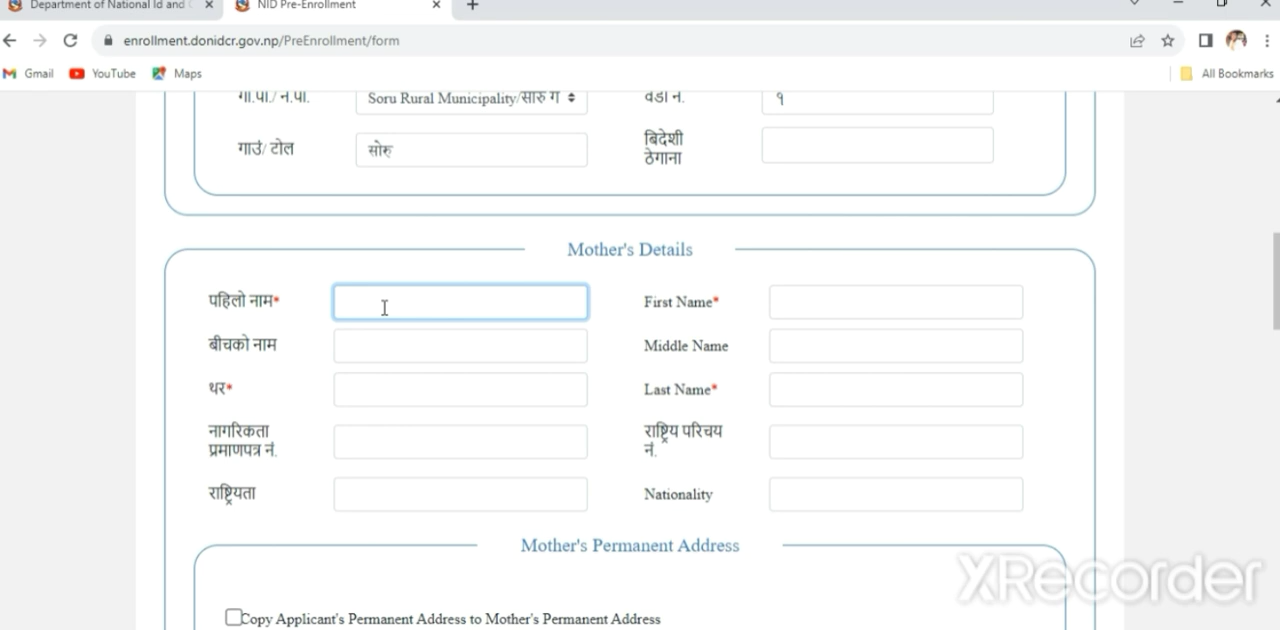 Department of National Id and
NID Pre-Enrollment
enrollment.donidcr.gov.np/PreEnrollment/form
Gmail YouTube Maps All Bookmarks
गा.पा./ न.पा. Soru Rural Municipality/सोरु ग वडा नं. १
गाउं/ टोल सोरु बिदेशी ठेगाना
Mother's Details
पहिलो नाम* First Name*
बीचको नाम Middle Name
थर* Last Name*
नागरिकता प्रमाणपत्र नं. राष्ट्रिय परिचय नं.
राष्ट्रियता Nationality
Mother's Permanent Address
Copy Applicant's Permanent Address to Mother's Permanent Address
XRecorder